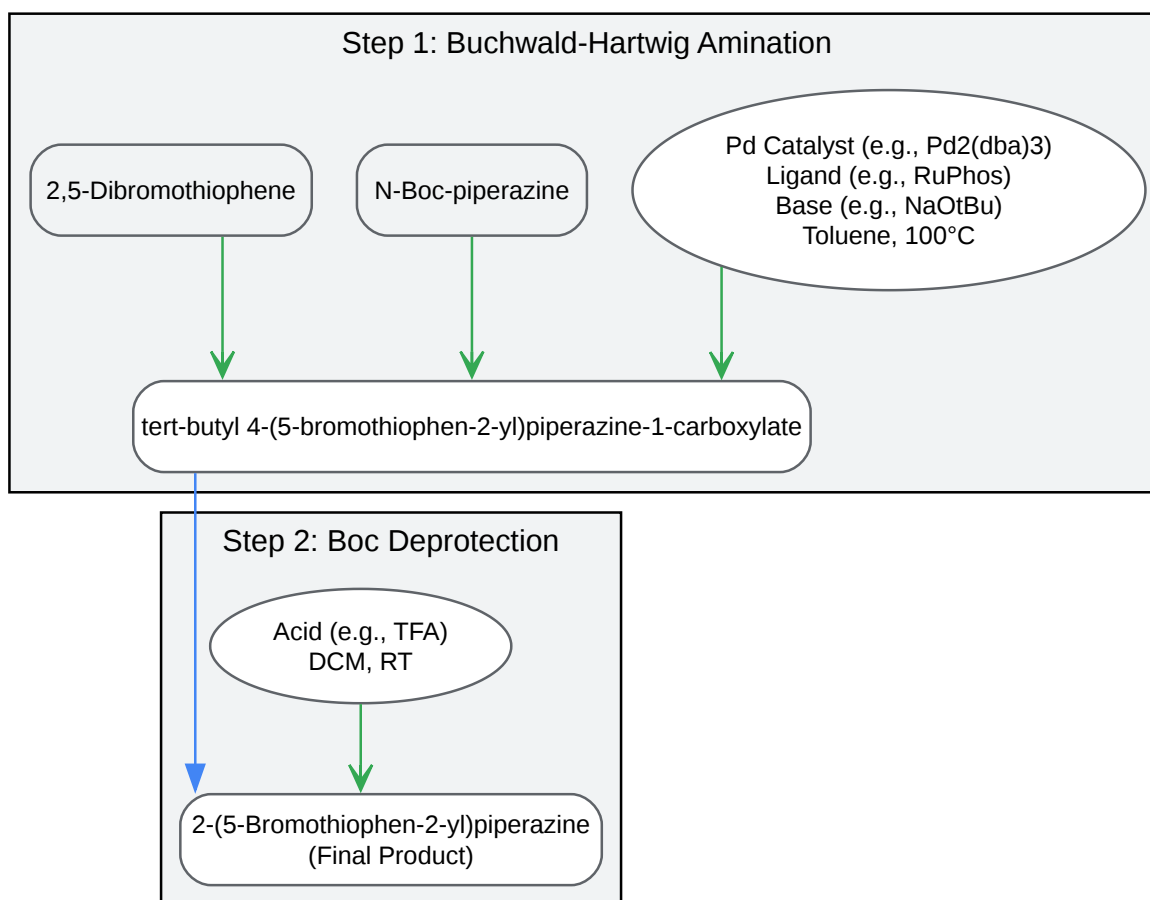 Step 1: Buchwald-Hartwig Amination
2,5-Dibromothiophene
N-Boc-piperazine
Pd Catalyst (e.g., Pd2(dba)3)
Ligand (e.g., RuPhos)
Base (e.g., NaOtBu)
Toluene, 100°C
tert-butyl 4-(5-bromothiophen-2-yl)piperazine-1-carboxylate
Step 2: Boc Deprotection
Acid (e.g., TFA)
DCM, RT
2-(5-Bromothiophen-2-yl)piperazine
(Final Product)